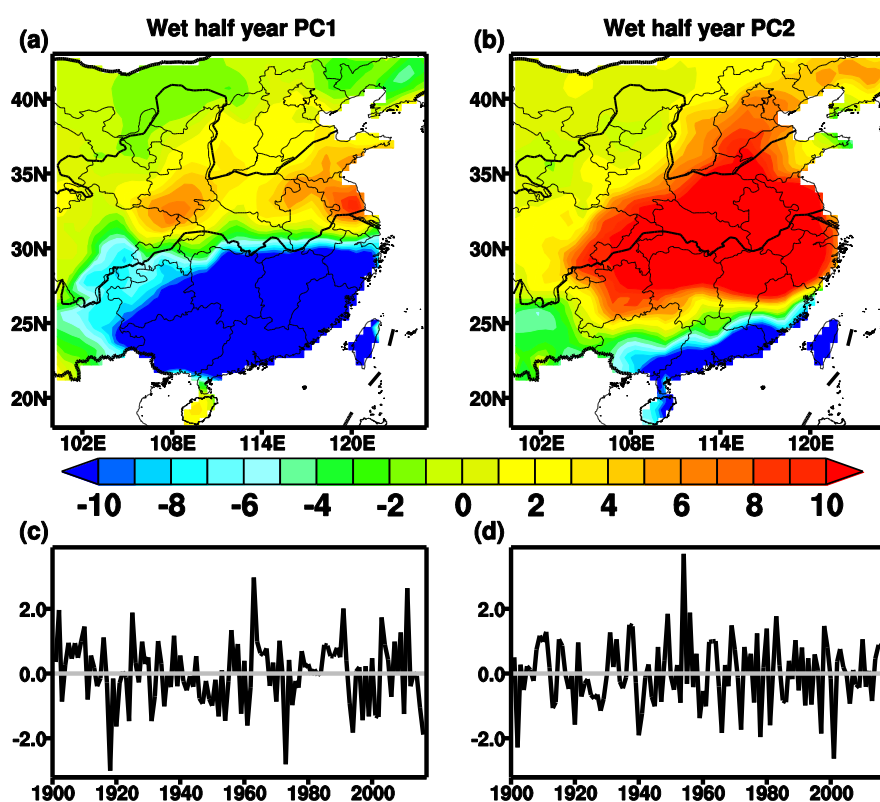 (a) Wet half year PC1
(b) Wet half year PC2
40N 40N
35N 35N
30N 30N
25N 25N
20N 20N
102E 108E 114E 120E 102E 108E 114E 120E
-10 -8 -6 -4 -2 0 2 4 6 8 10
(c) (d)
2.0 2.0
0.0 0.0
-2.0 -2.0
1900 1920 1940 1960 1980 2000 1900 1920 1940 1960 1980 2000